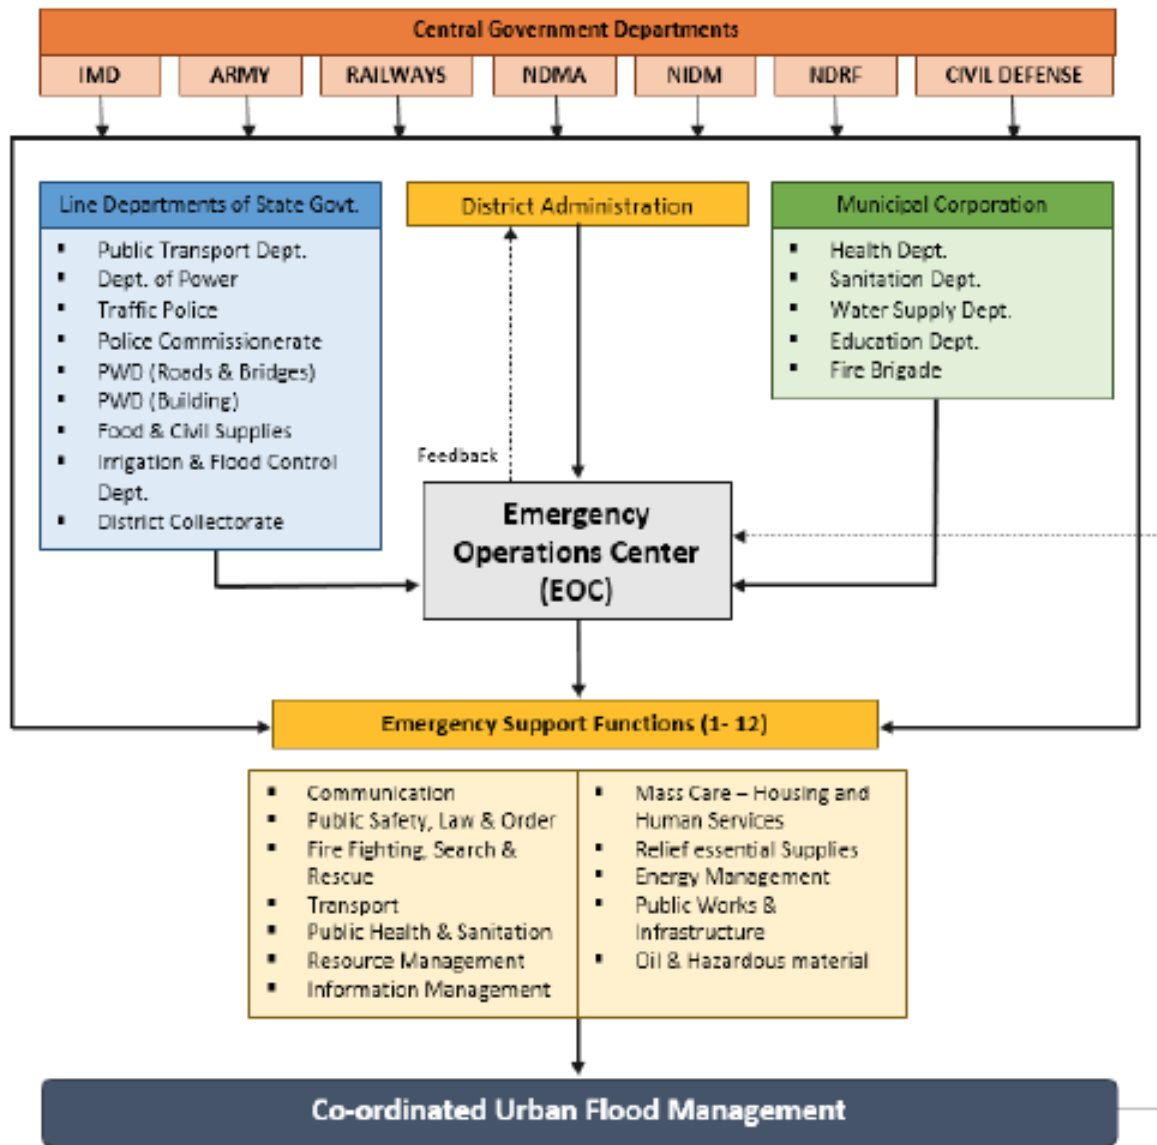 Central Government Departments
IMD
ARMY
RAILWAYS
NDMA
NIDM
NDRF
CIVIL DEFENSE
Line Departments of State Govt.
▪ Public Transport Dept.
▪ Dept. of Power
▪ Traffic Police
▪ Police Commissionerate
▪ PWD (Roads & Bridges)
▪ PWD (Building)
▪ Food & Civil Supplies
▪ Irrigation & Flood Control
Dept.
▪ District Collectorate
District Administration
Municipal Corporation
▪ Health Dept.
▪ Sanitation Dept.
▪ Water Supply Dept.
▪ Education Dept.
▪ Fire Brigade
Feedback
Emergency
Operations Center
(EOC)
Emergency Support Functions (1- 12)
▪ Communication
▪ Public Safety, Law & Order
▪ Fire Fighting, Search &
Rescue
▪ Transport
▪ Public Health & Sanitation
▪ Resource Management
▪ Information Management
▪ Mass Care – Housing and
Human Services
▪ Relief essential Supplies
▪ Energy Management
▪ Public Works &
Infrastructure
▪ Oil & Hazardous material
Co-ordinated Urban Flood Management